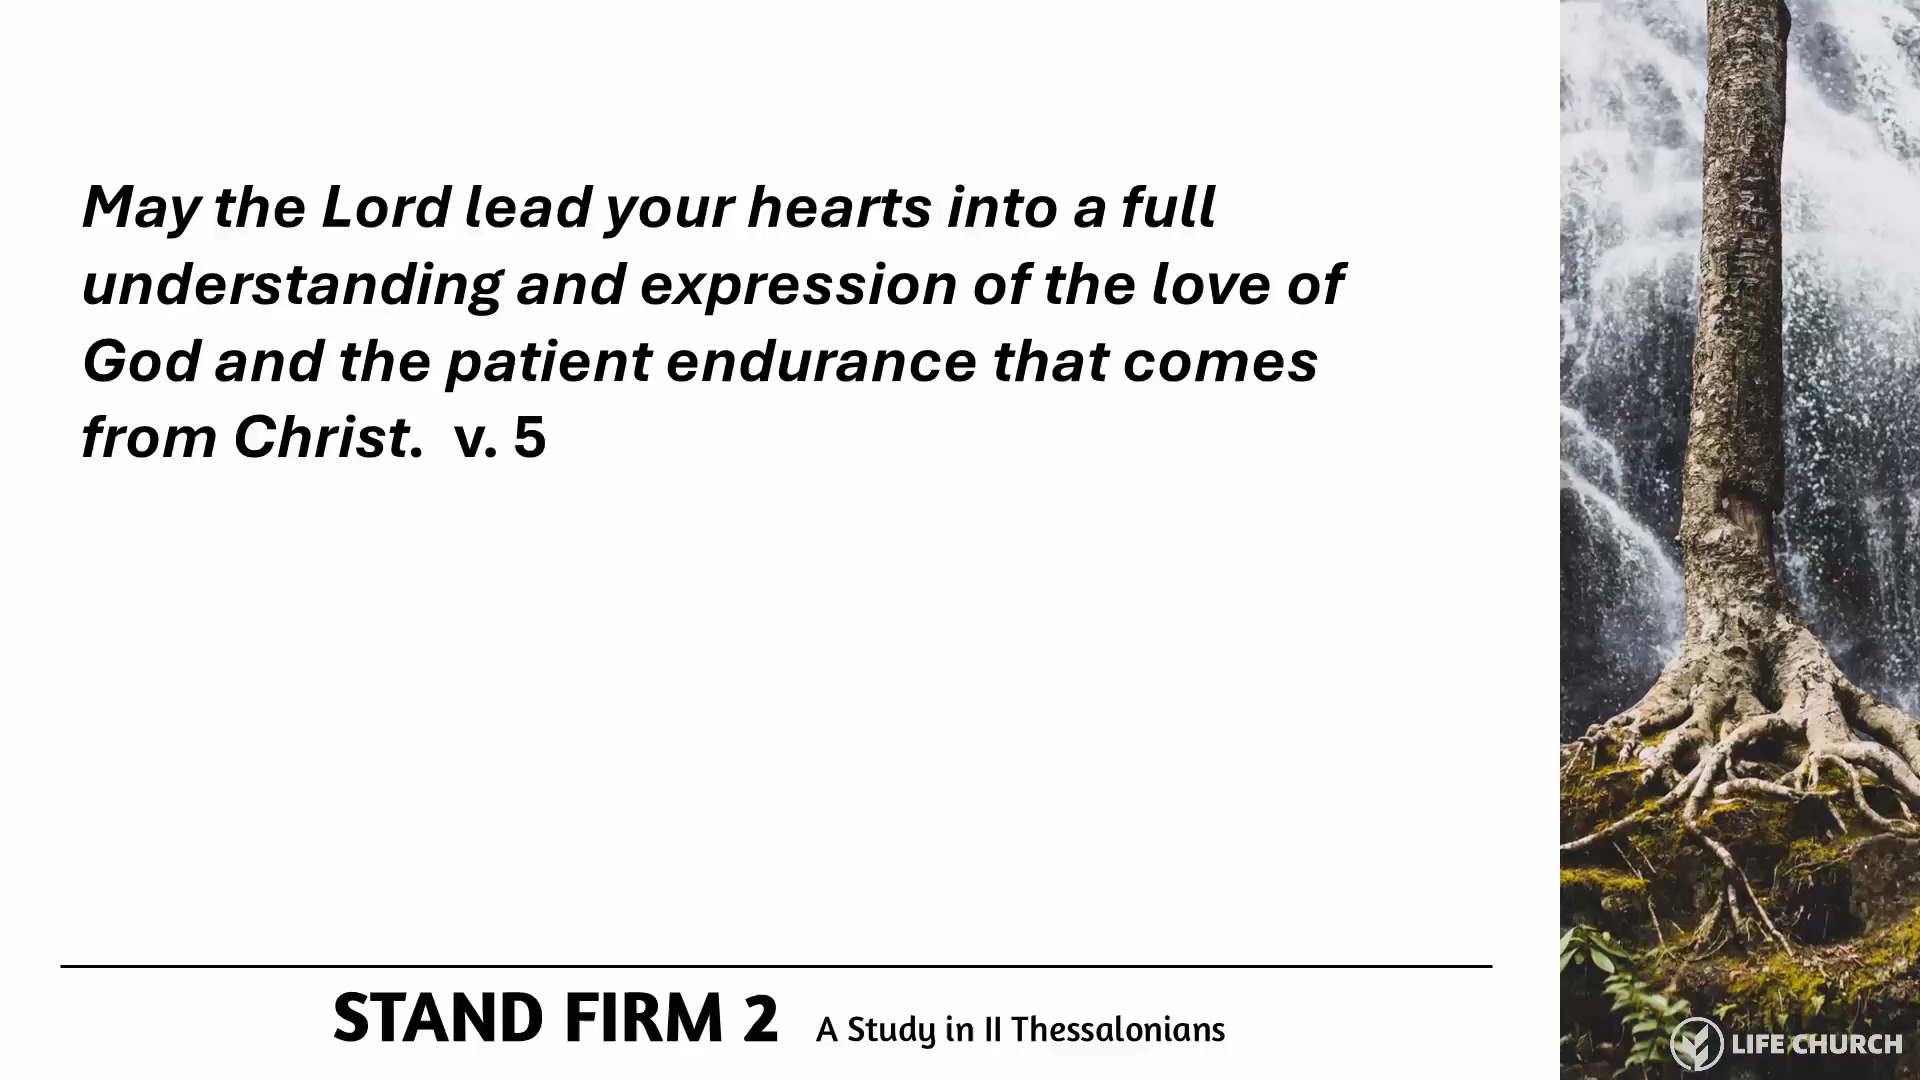 May the Lord lead your hearts into a full
understanding and expression of the love of
God and the patient endurance that comes
from Christ.  v. 5
STAND FIRM 2 A Study in II Thessalonians
LIFE CHURCH